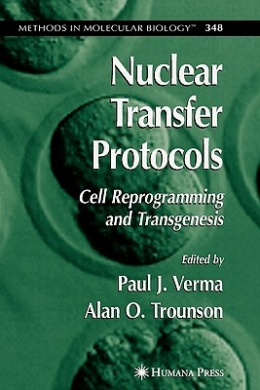 METHODS IN MOLECULAR BIOLOGY™ 348
Nuclear
Transfer
Protocols
Cell Reprogramming
and Transgenesis
Edited by
Paul J. Verma
Alan O. Trounson
HUMANA PRESS